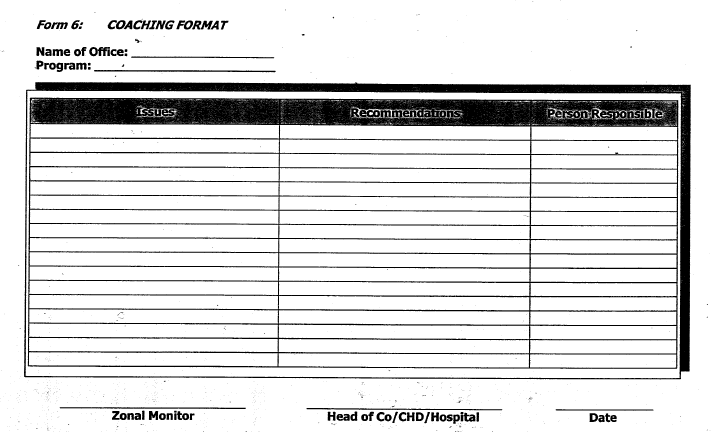 Form 6: COACHING FORMAT
Name of Office:
Program:
Issues Recommendations Person Responsible
Zonal Monitor Head of Co/CHD/Hospital Date